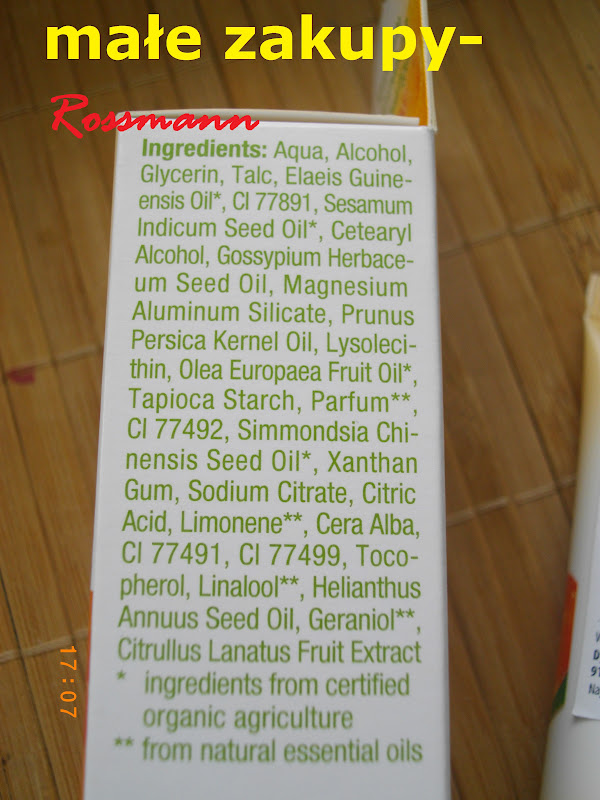 małe zakupy-
Rossmann
Ingredients: Aqua, Alcohol,
Glycerin, Talc, Elaeis Guine-
ensis Oil*, CI 77891, Sesamum
Indicum Seed Oil*, Cetearyl
Alcohol, Gossypium Herbace-
um Seed Oil, Magnesium
Aluminum Silicate, Prunus
Persica Kernel Oil, Lysoleci-
thin, Olea Europaea Fruit Oil*,
Tapioca Starch, Parfum**,
CI 77492, Simmondsia Chi-
nensis Seed Oil*, Xanthan
Gum, Sodium Citrate, Citric
Acid, Limonene**, Cera Alba,
CI 77491, CI 77499, Toco-
pherol, Linalool**, Helianthus
Annuus Seed Oil, Geraniol**,
Citrullus Lanatus Fruit Extract
* ingredients from certified
organic agriculture
** from natural essential oils
17:07